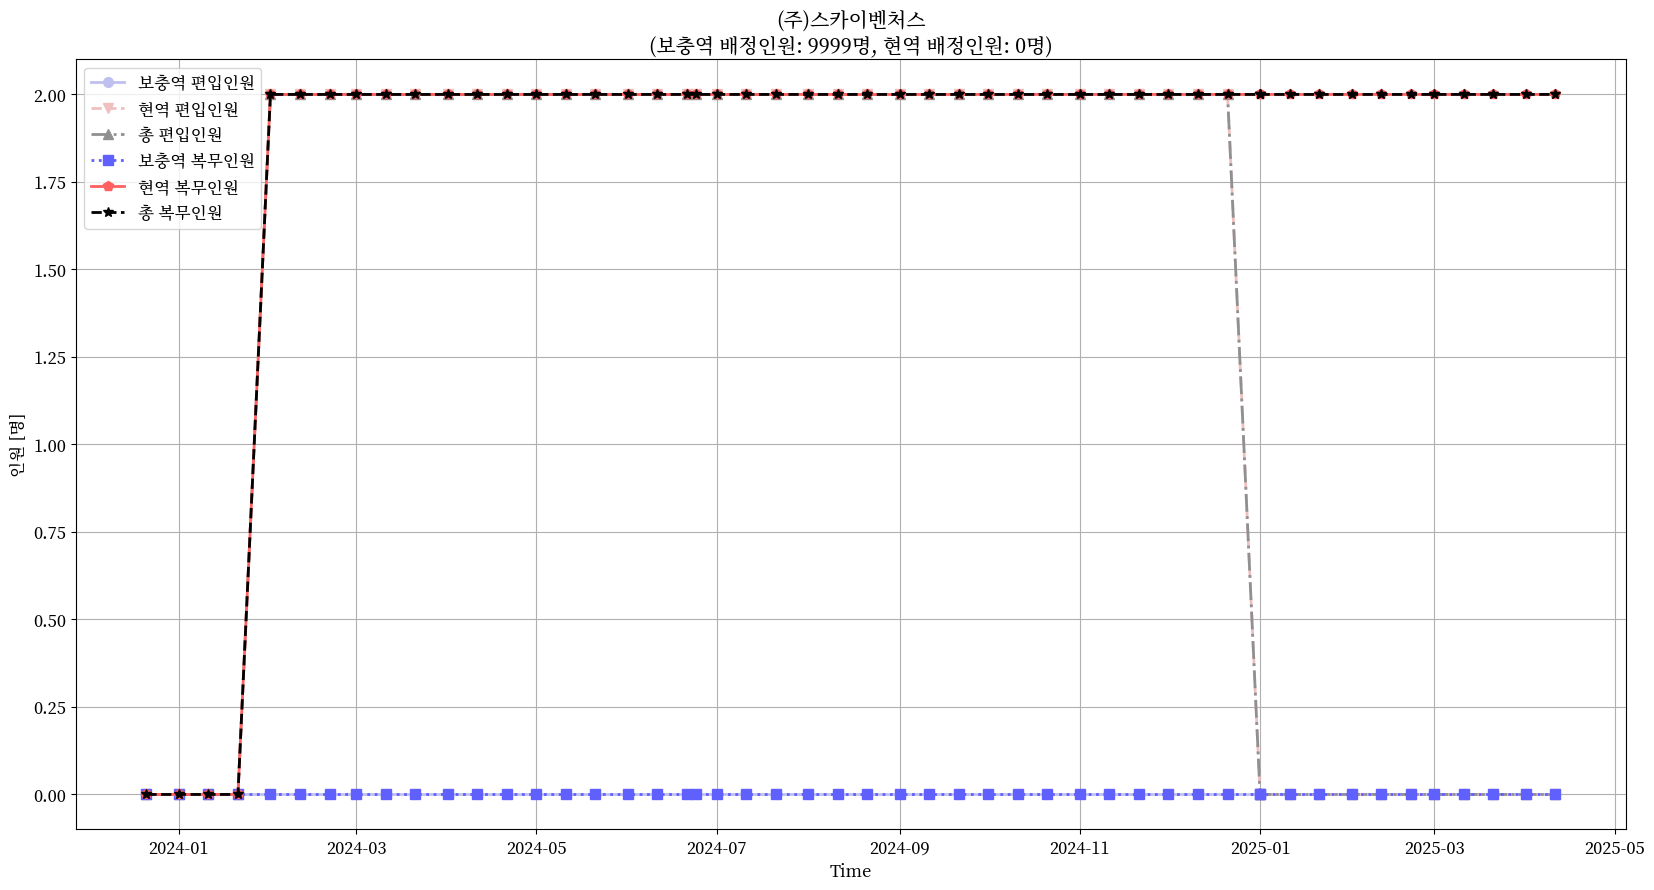 (주)스카이벤처스
(보충역 배정인원: 9999명, 현역 배정인원: 0명)
보충역 편입인원
현역 편입인원
총 편입인원
보충역 복무인원
현역 복무인원
총 복무인원
2.00
1.75
1.50
1.25
1.00
0.75
0.50
0.25
0.00
인원 [명]
2024-01
2024-03
2024-05
2024-07
2024-09
2024-11
2025-01
2025-03
2025-05
Time